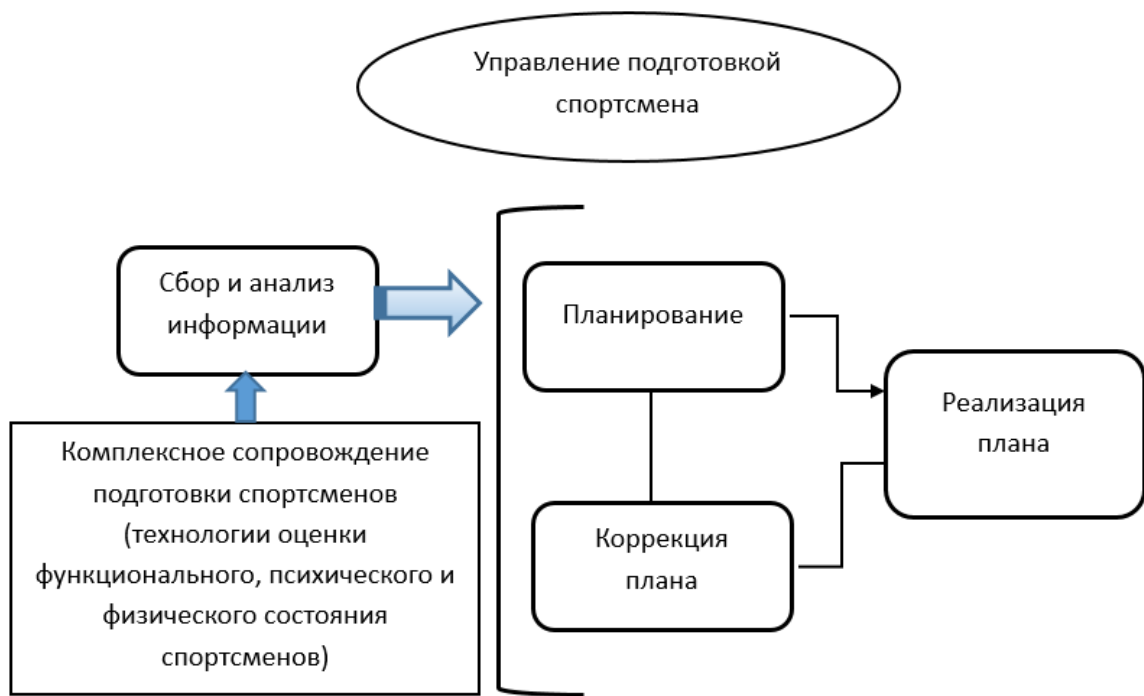 Управление подготовкой
спортсмена
Сбор и анализ
информации
Планирование
Реализация
плана
Комплексное сопровождение
подготовки спортсменов
(технологии оценки
функционального, психического и
физического состояния
спортсменов)
Коррекция
плана